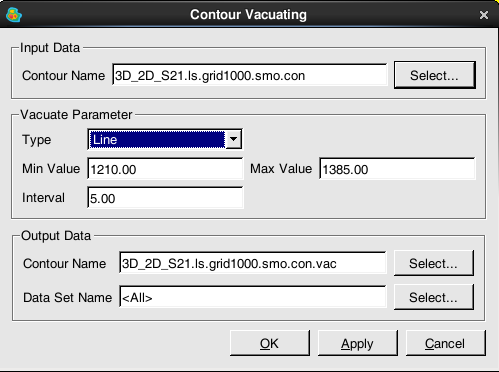 Contour Vacuating
Input Data
Contour Name 3D_2D_S21.ls.grid1000.smo.con Select...
Vacuate Parameter
Type Line
Min Value 1210.00 Max Value 1385.00
Interval 5.00
Output Data
Contour Name 3D_2D_S21.ls.grid1000.smo.con.vac Select...
Data Set Name <All> Select...
OK Apply Cancel